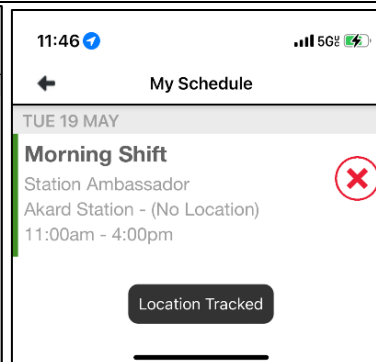 11:46
5G
My Schedule
TUE 19 MAY
Morning Shift
Station Ambassador
Akard Station - (No Location)
11:00am - 4:00pm
Location Tracked